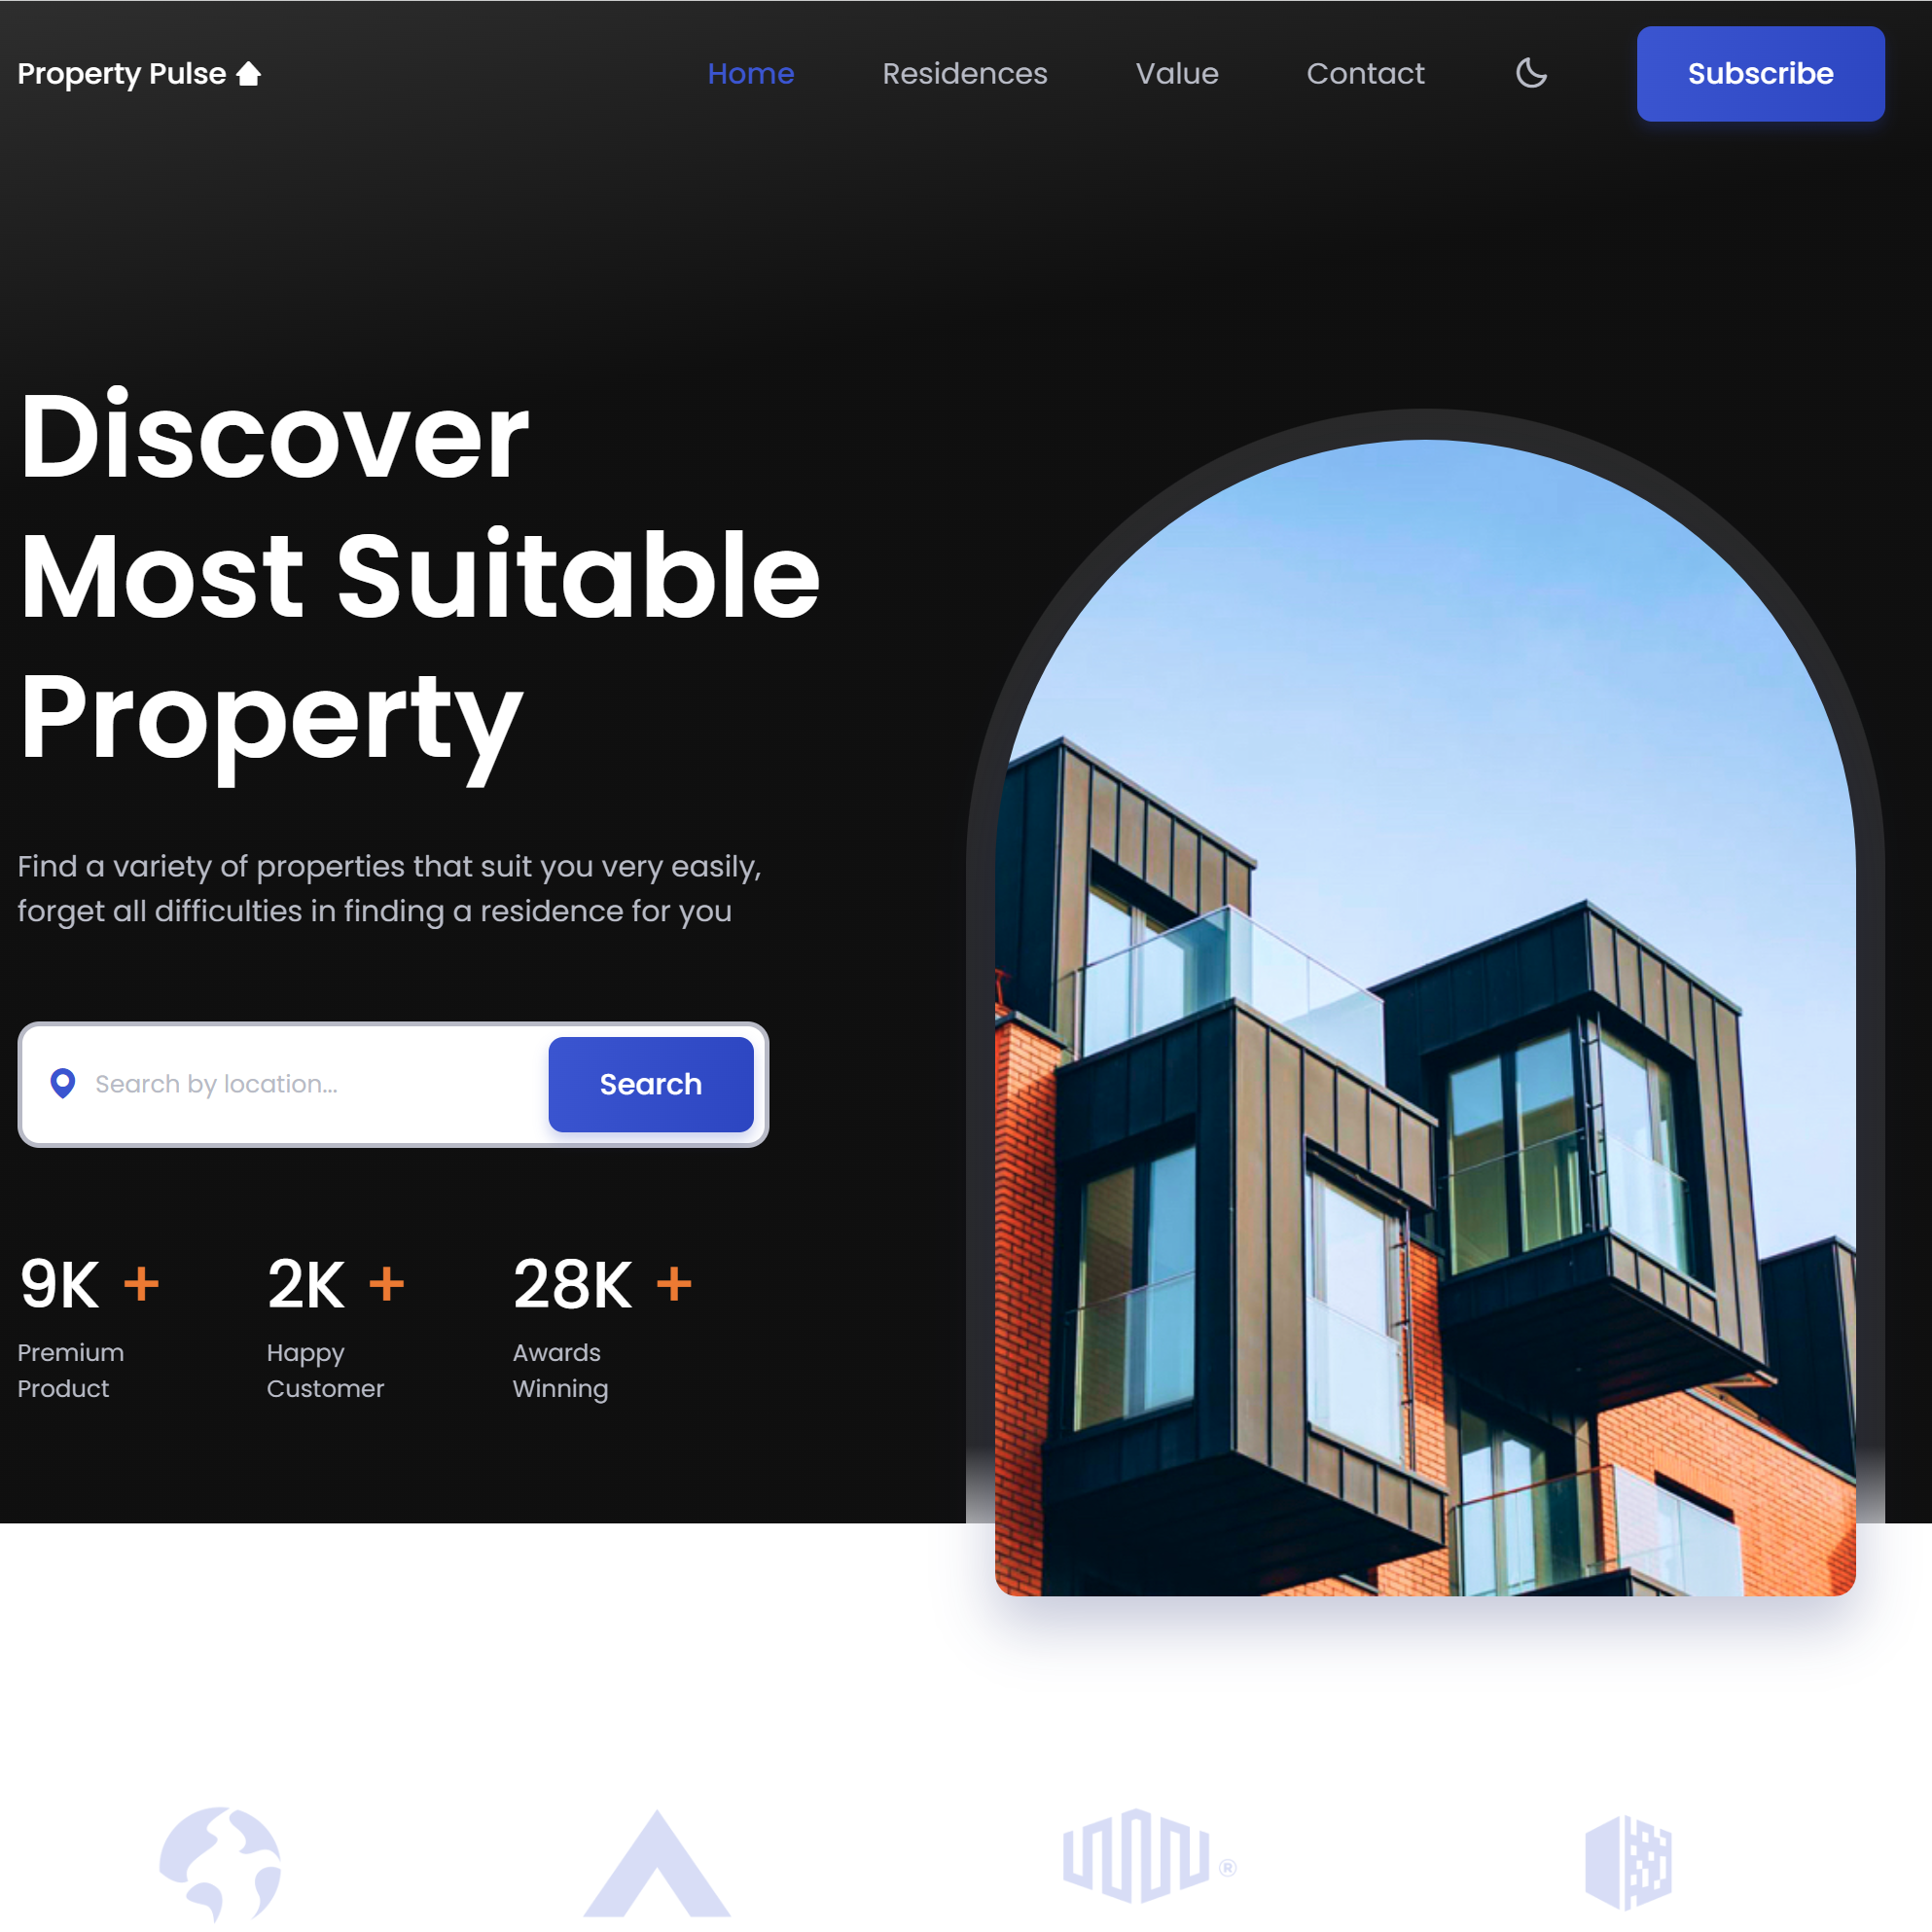 Property Pulse
Home
Residences
Value
Contact
Subscribe
Discover
Most Suitable
Property
Find a variety of properties that suit you very easily,
forget all difficulties in finding a residence for you
Search by location...
Search
9K +
2K +
28K +
Premium
Product
Happy
Customer
Awards
Winning
®